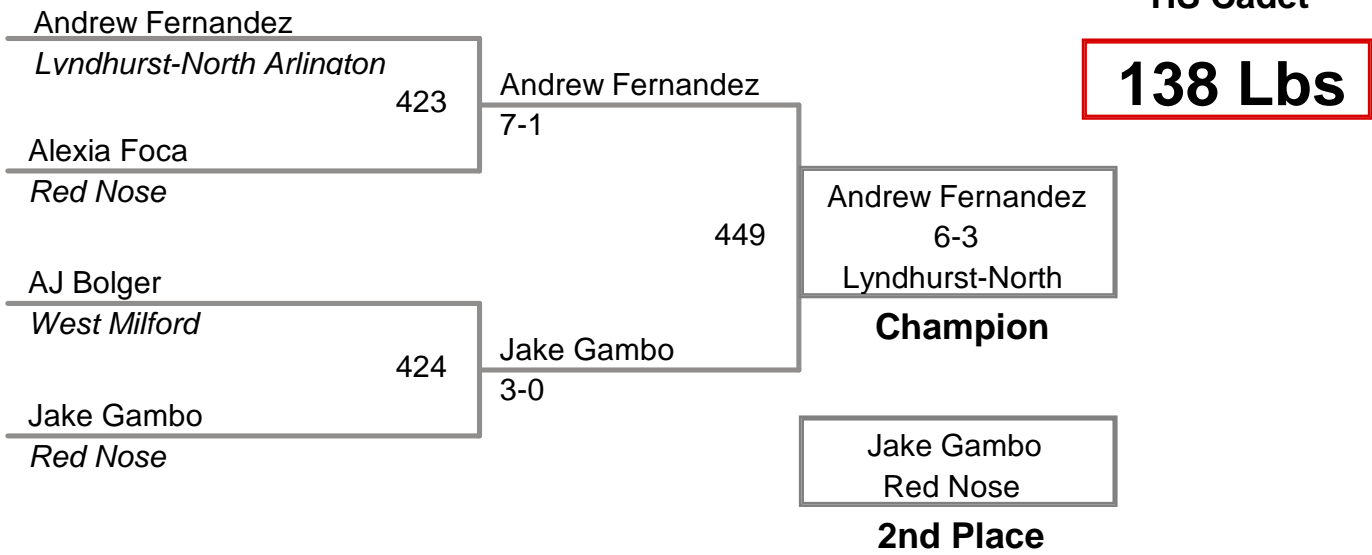 HS Cadet
138 Lbs
Andrew Fernandez
Lyndhurst-North Arlington
423
Andrew Fernandez
7-1
Alexia Foca
Red Nose
449
Andrew Fernandez
6-3
Lyndhurst-North
Champion
AJ Bolger
West Milford
424
Jake Gambo
3-0
Jake Gambo
Red Nose
Jake Gambo
Red Nose
2nd Place